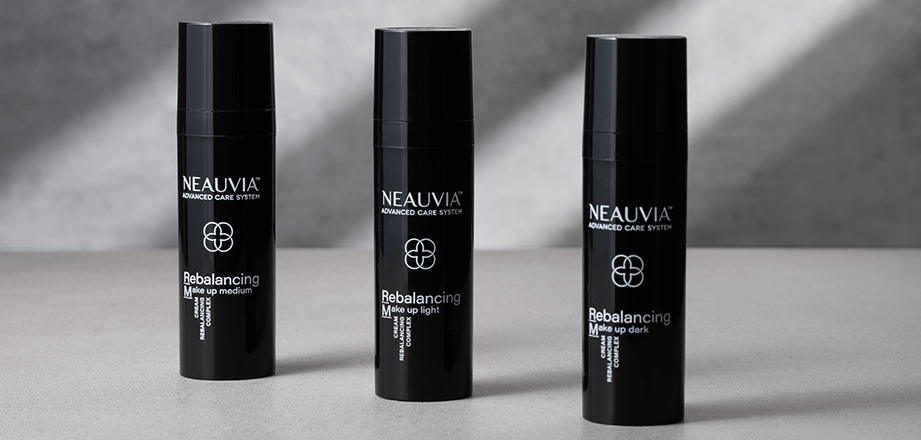 NEAUVIA™
ADVANCED CARE SYSTEM
Rebalancing
Make up medium
CREAM
REBALANCING
COMPLEX
NEAUVIA™
ADVANCED CARE SYSTEM
Rebalancing
Make up light
CREAM
REBALANCING
COMPLEX
NEAUVIA™
ADVANCED CARE SYSTEM
Rebalancing
Make up dark
CREAM
REBALANCING
COMPLEX